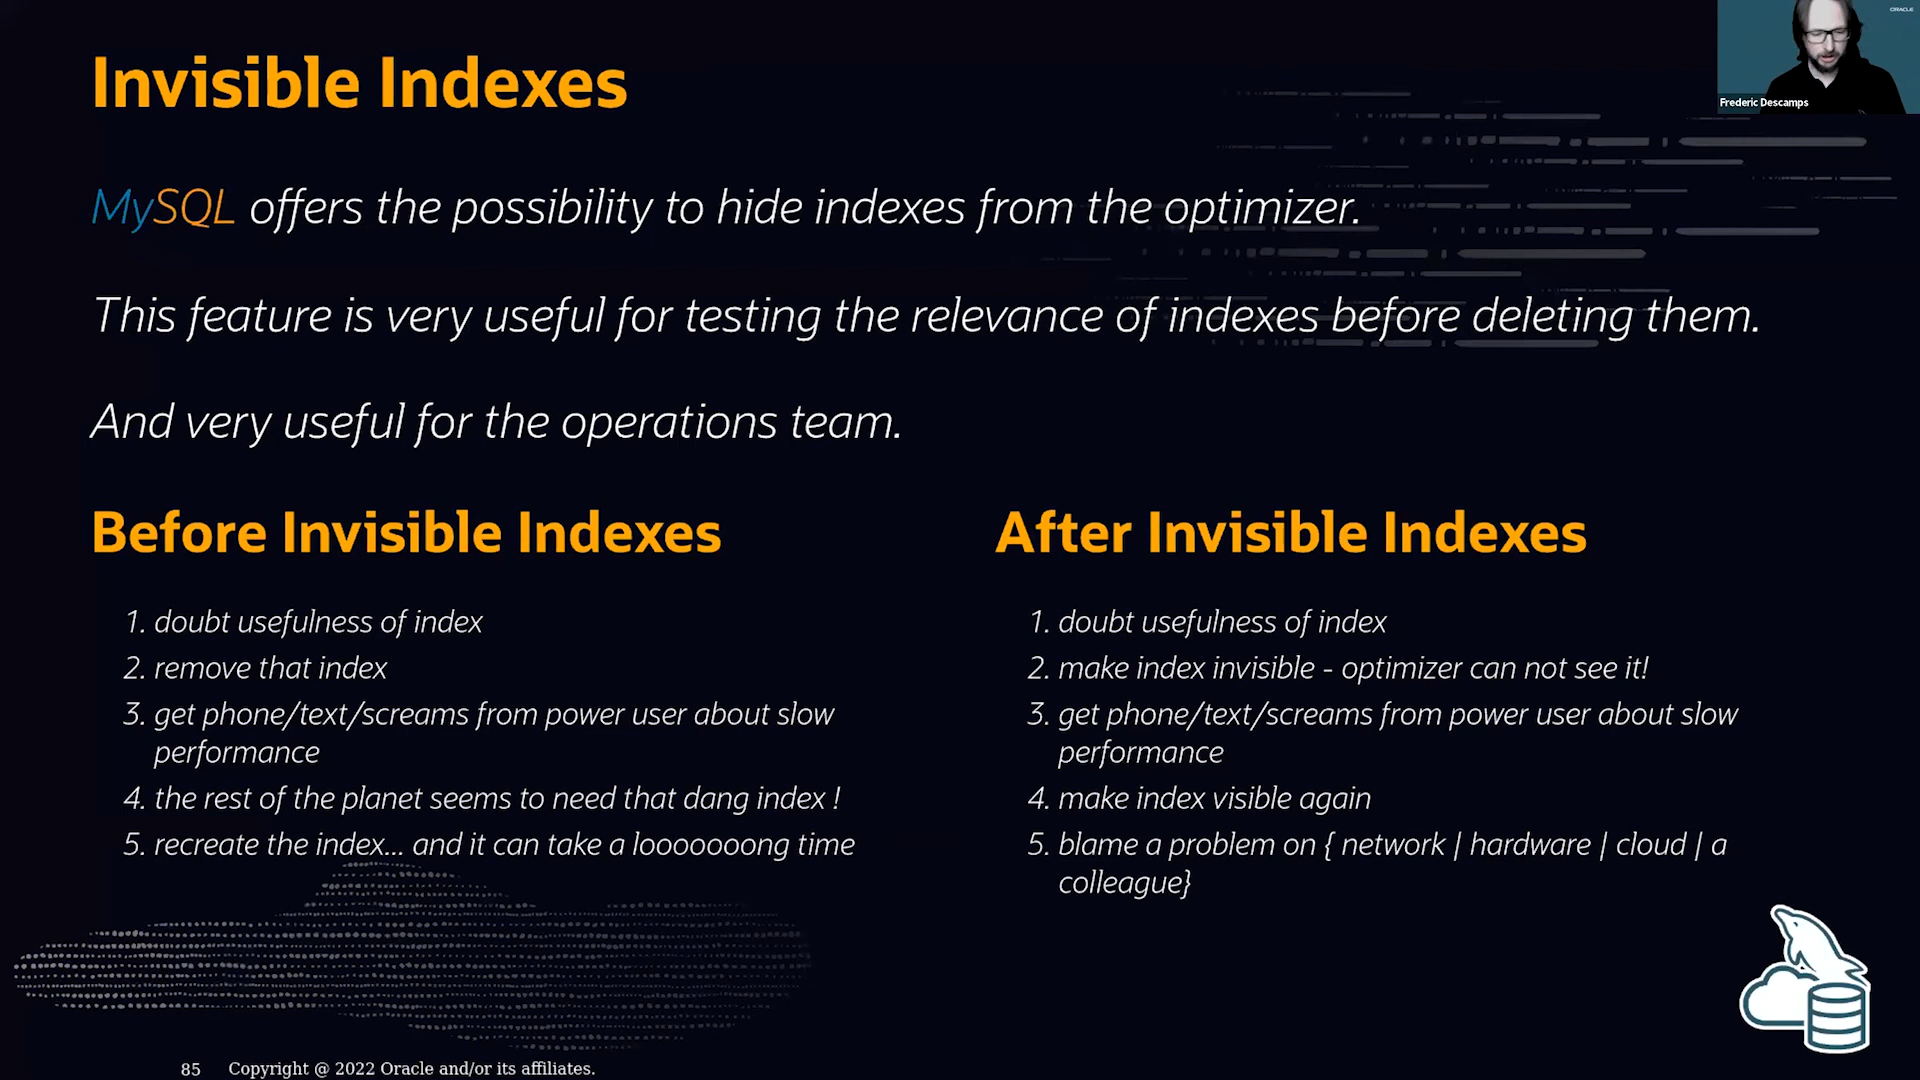 ORACLE
Frederic Descamps
Invisible Indexes
MySQL offers the possibility to hide indexes from the optimizer.
This feature is very useful for testing the relevance of indexes before deleting them.
And very useful for the operations team.
Before Invisible Indexes
1. doubt usefulness of index
2. remove that index
3. get phone/text/screams from power user about slow
performance
4. the rest of the planet seems to need that dang index !
5. recreate the index... and it can take a looooooong time
After Invisible Indexes
1. doubt usefulness of index
2. make index invisible - optimizer can not see it!
3. get phone/text/screams from power user about slow
performance
4. make index visible again
5. blame a problem on { network | hardware | cloud | a
colleague}
85 Copyright @ 2022 Oracle and/or its affiliates.